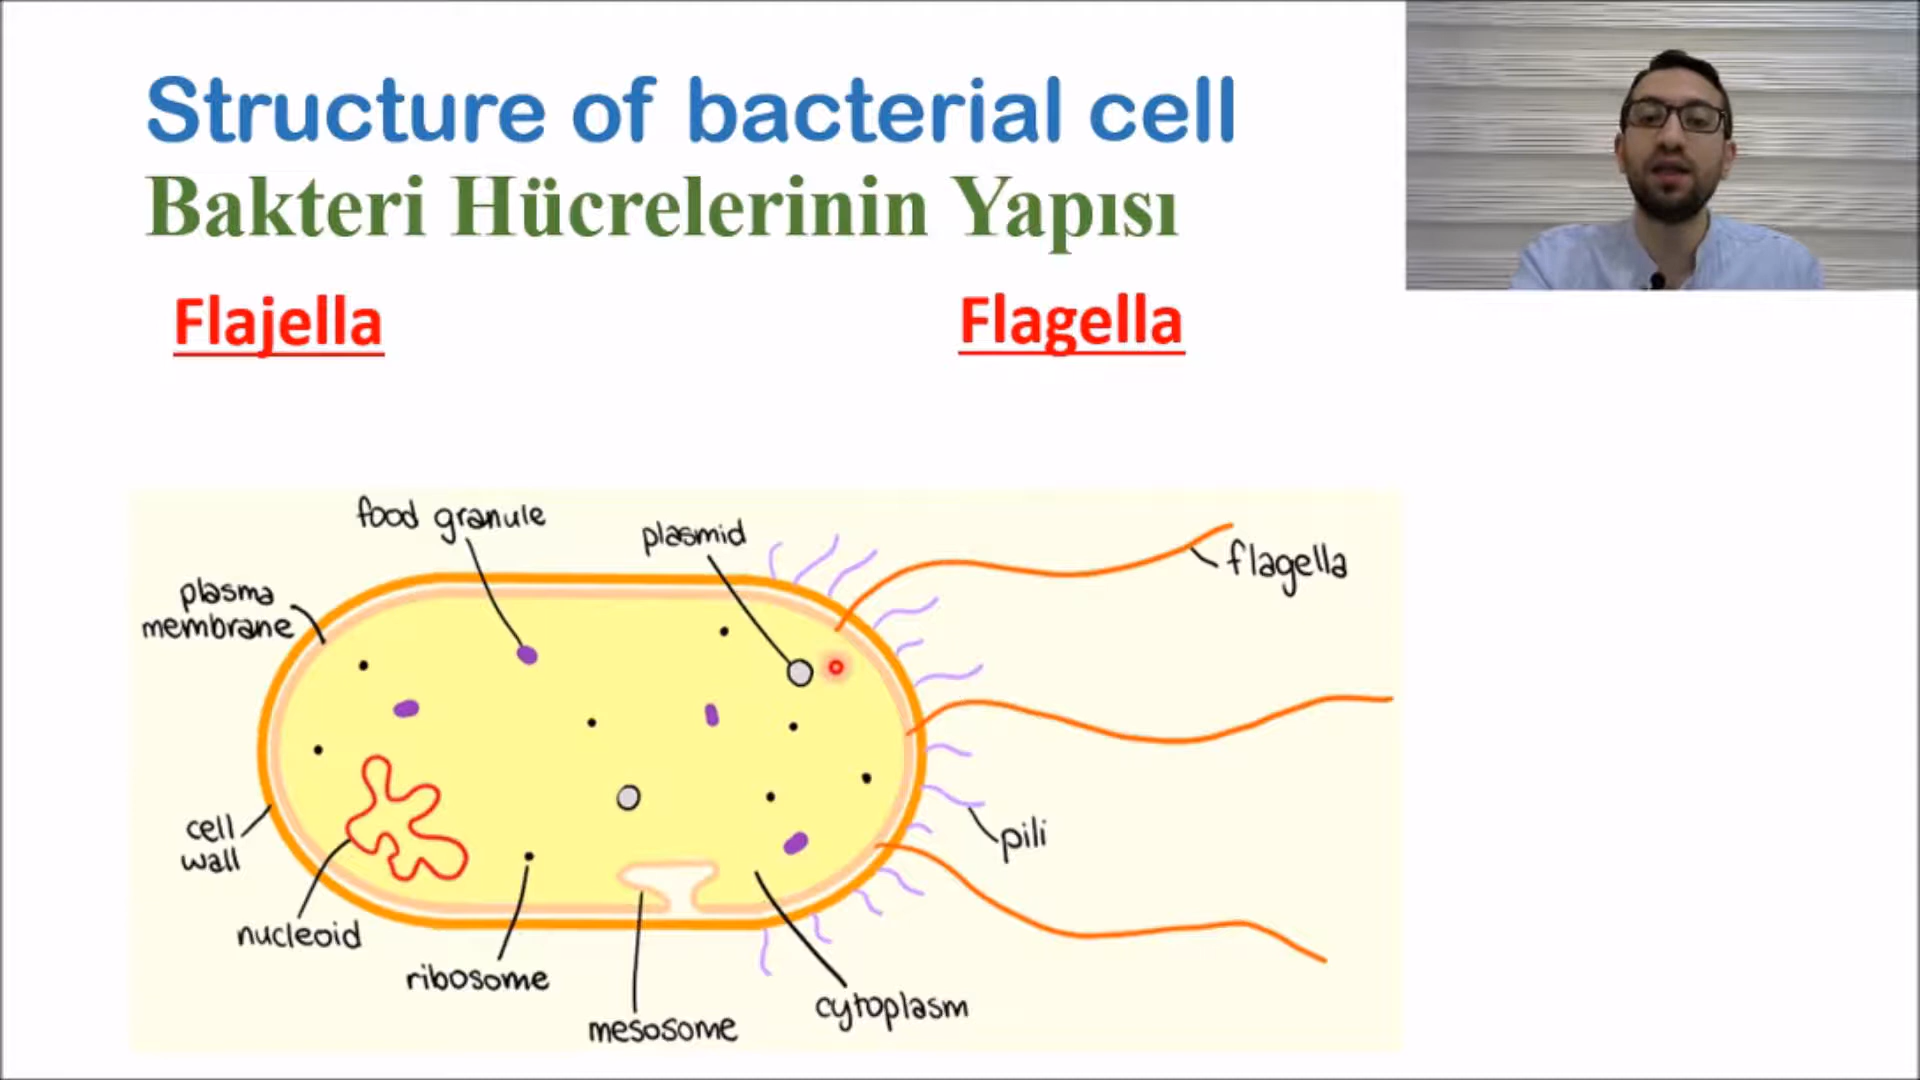 Structure of bacterial cell
Bakteri Hücrelerinin Yapısı
Flajella
Flagella
food granule
plasmid
flagella
plasma
membrane
cell
wall
pili
nucleoid
ribosome
mesosome
cytoplasm